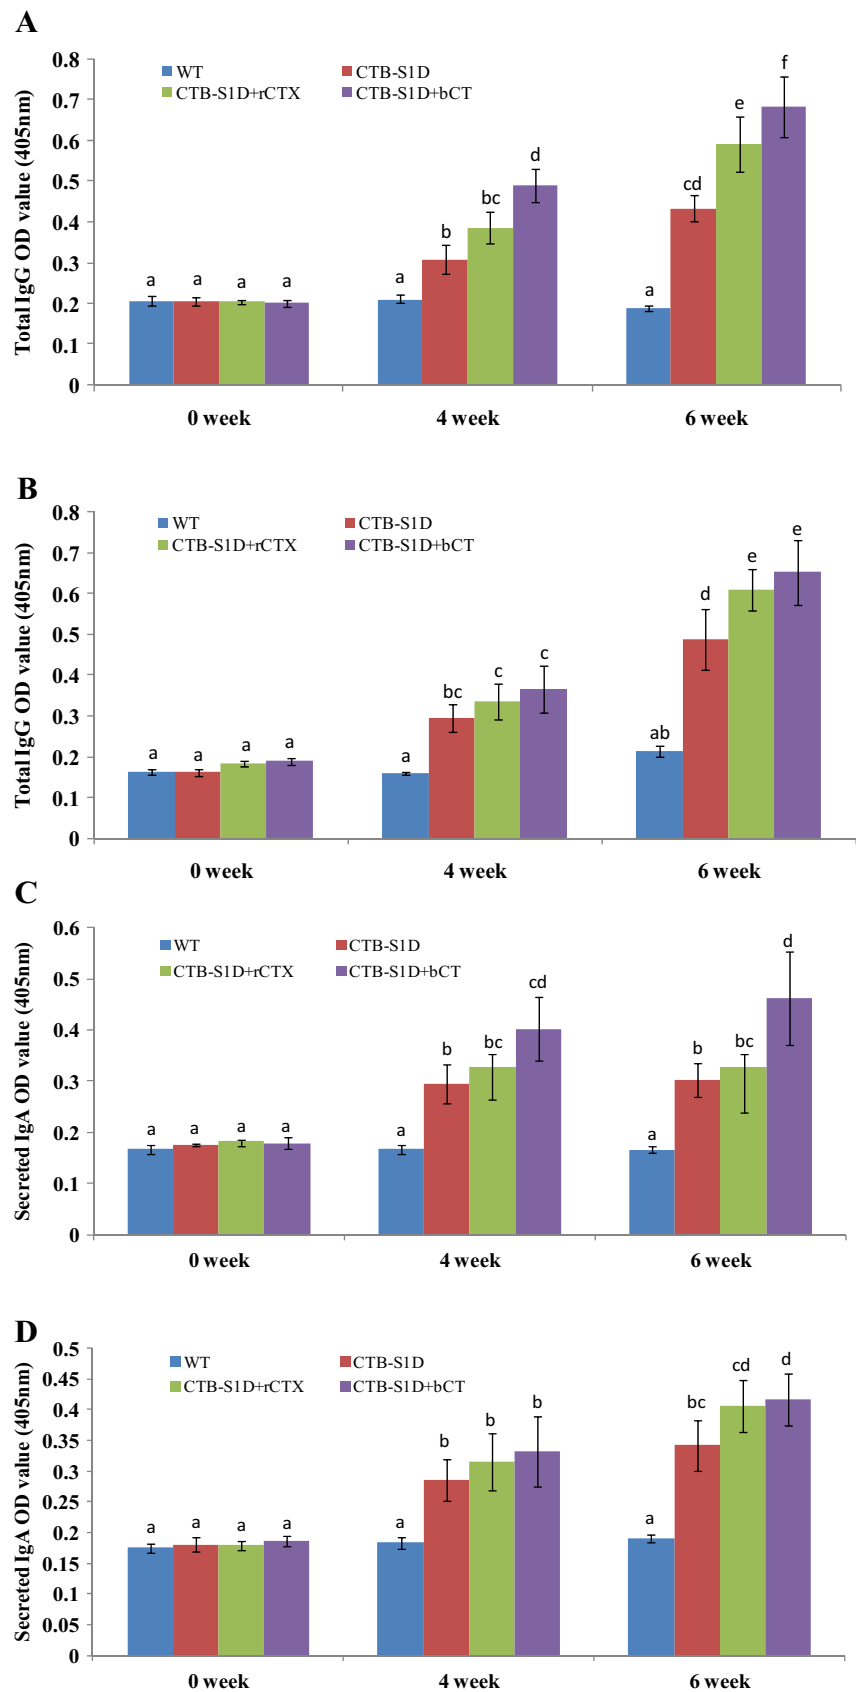 A
Total IgG OD value (405nm)
0.8
0.7
0.6
0.5
0.4
0.3
0.2
0.1
0
WT
CTB-S1D
CTB-S1D+rCTX
CTB-S1D+bCT
a a a a
a b bc d
a cd e f
0 week 4 week 6 week
B
Total IgG OD value (405nm)
0.8
0.7
0.6
0.5
0.4
0.3
0.2
0.1
0
WT
CTB-S1D
CTB-S1D+rCTX
CTB-S1D+bCT
a a a a
a bc c c
ab d e e
0 week 4 week 6 week
C
Secreted IgA OD value (405nm)
0.6
0.5
0.4
0.3
0.2
0.1
0
WT
CTB-S1D
CTB-S1D+rCTX
CTB-S1D+bCT
a a a a
a b bc cd
a b bc d
0 week 4 week 6 week
D
Secreted IgA OD value (405nm)
0.5
0.45
0.4
0.35
0.3
0.25
0.2
0.15
0.1
0.05
0
WT
CTB-S1D
CTB-S1D+rCTX
CTB-S1D+bCT
a a a a
a b b b
a bc cd d
0 week 4 week 6 week